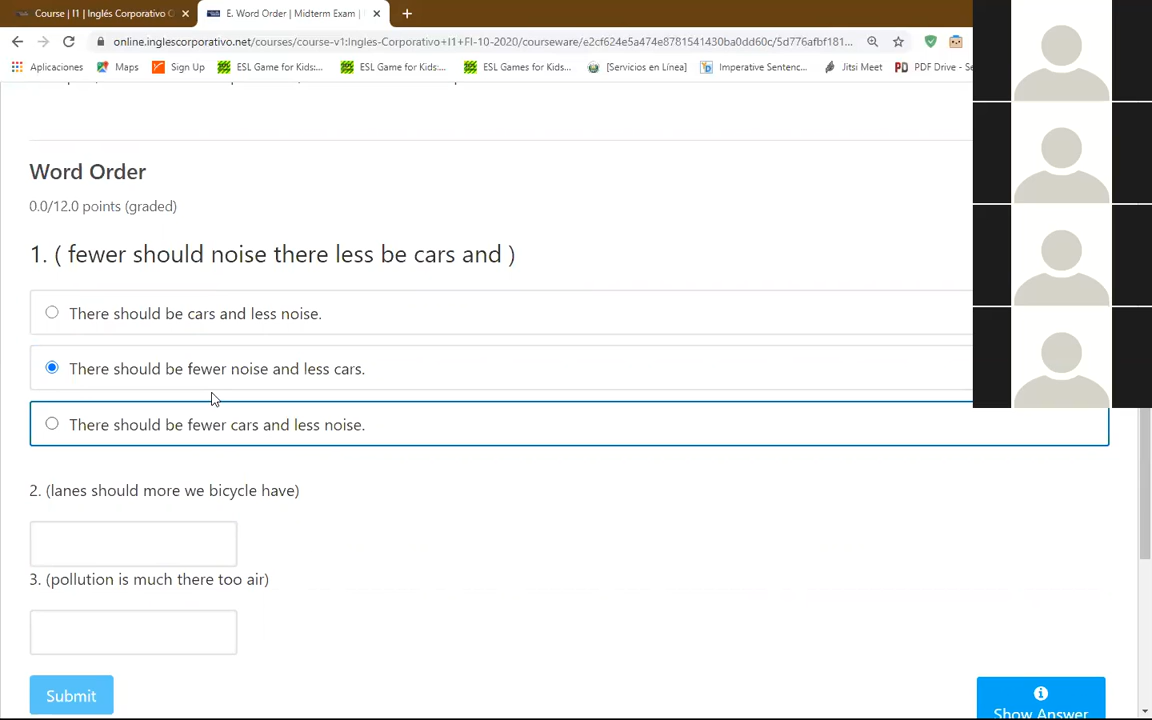 Course | I1 | Inglés Corporativo
E. Word Order | Midterm Exam |
online.inglescorporativo.net/courses/course-v1:Ingles-Corporativo+I1+FI-10-2020/courseware/e2cf624e5a474e8781541430ba0dd60c/5d776afbf181...
Aplicaciones Maps Sign Up ESL Game for Kids:... ESL Game for Kids:... ESL Games for Kids:... [Servicios en Línea] Imperative Sentenc... Jitsi Meet PDF Drive - Se
Word Order
0.0/12.0 points (graded)
1. ( fewer should noise there less be cars and )
There should be cars and less noise.
There should be fewer noise and less cars.
There should be fewer cars and less noise.
2. (lanes should more we bicycle have)
3. (pollution is much there too air)
Submit
Show Answer